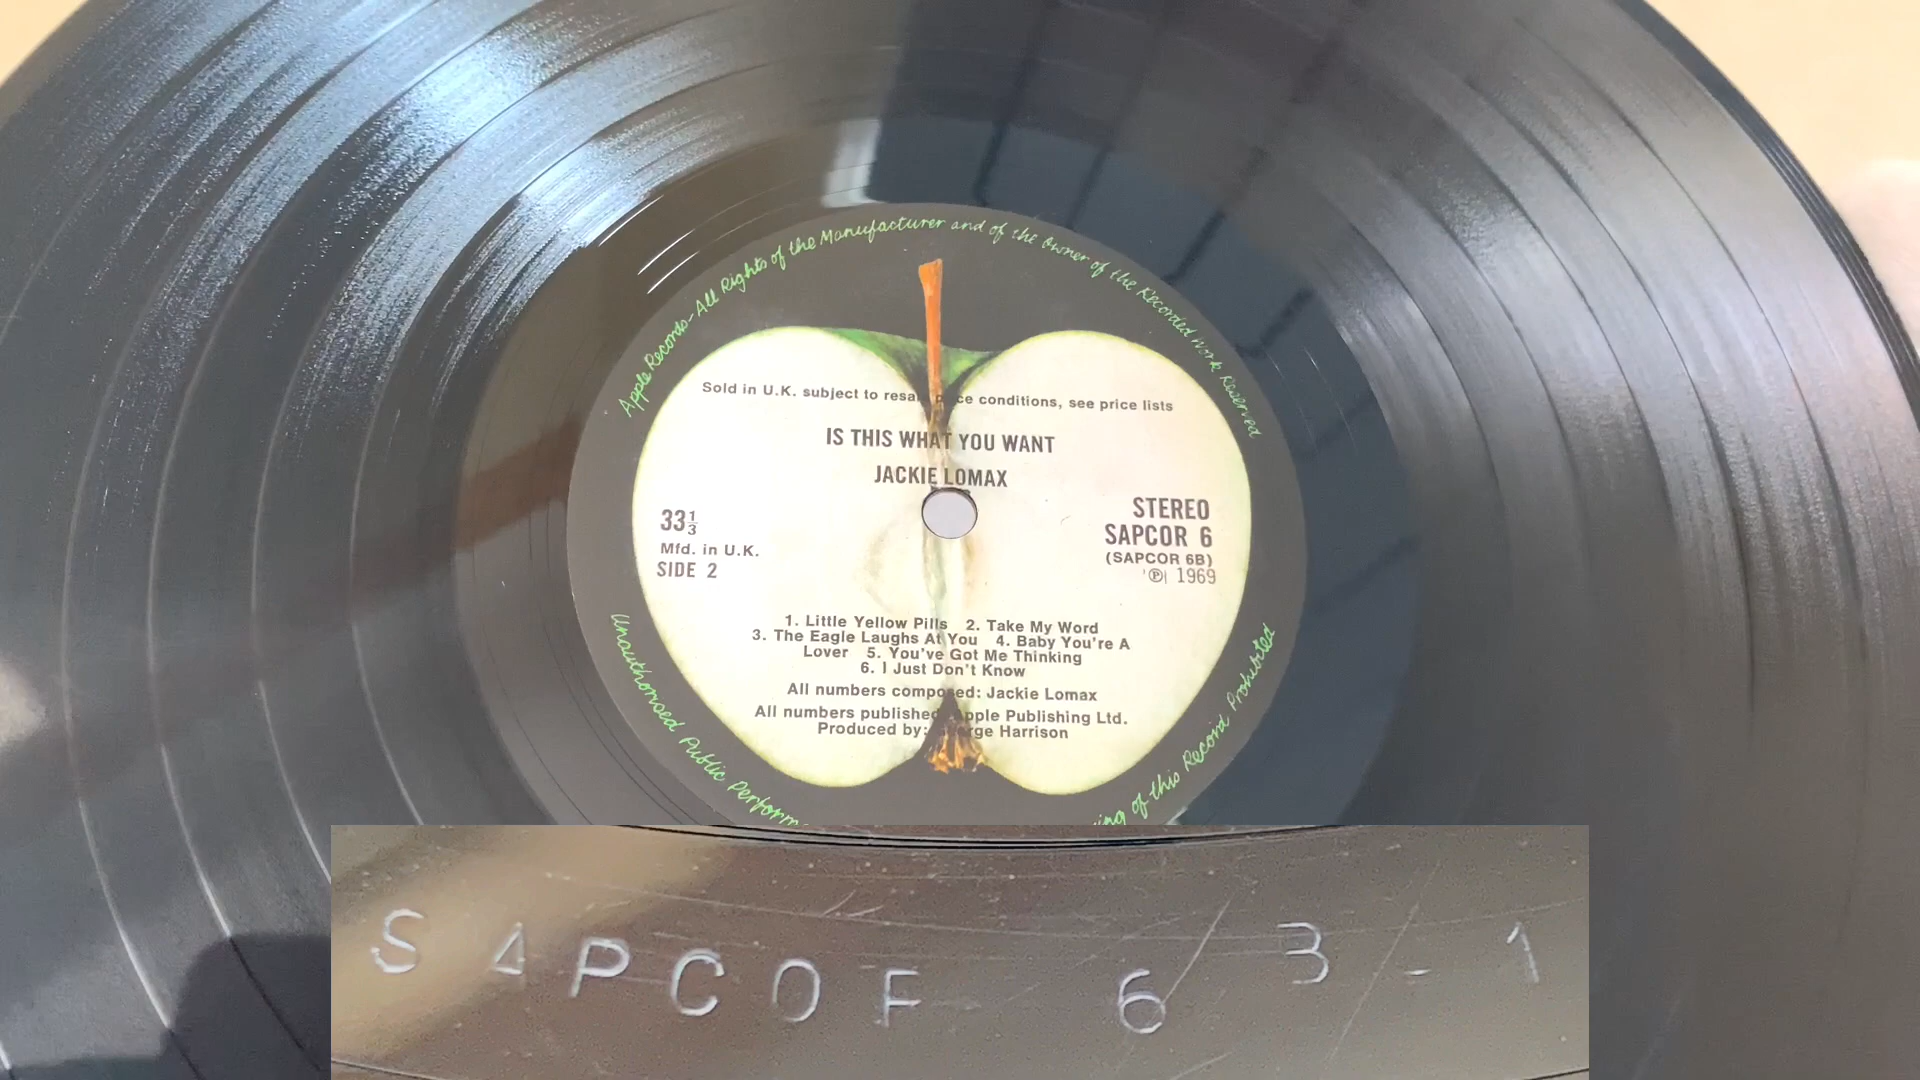 Apple Records-All Rights of the Manufacturer and of the Owner of the Recorded Work Reserved
Sold in U.K. subject to resa ce conditions, see price lists
IS THIS WHAT YOU WANT
JACKIE LOMAX
33⅓
Mfd. in U.K.
SIDE 2
STEREO
SAPCOR 6
(SAPCOR 6B)
℗ 1969
1. Little Yellow Pills 2. Take My Word
3. The Eagle Laughs At You 4. Baby You're A
Lover 5. You've Got Me Thinking
6. I Just Don't Know
All numbers composed: Jackie Lomax
All numbers published Apple Publishing Ltd.
Produced by: George Harrison
Unauthorised Public Perform ing of this Record Prohibited
SAPCOF 6 3 - 1